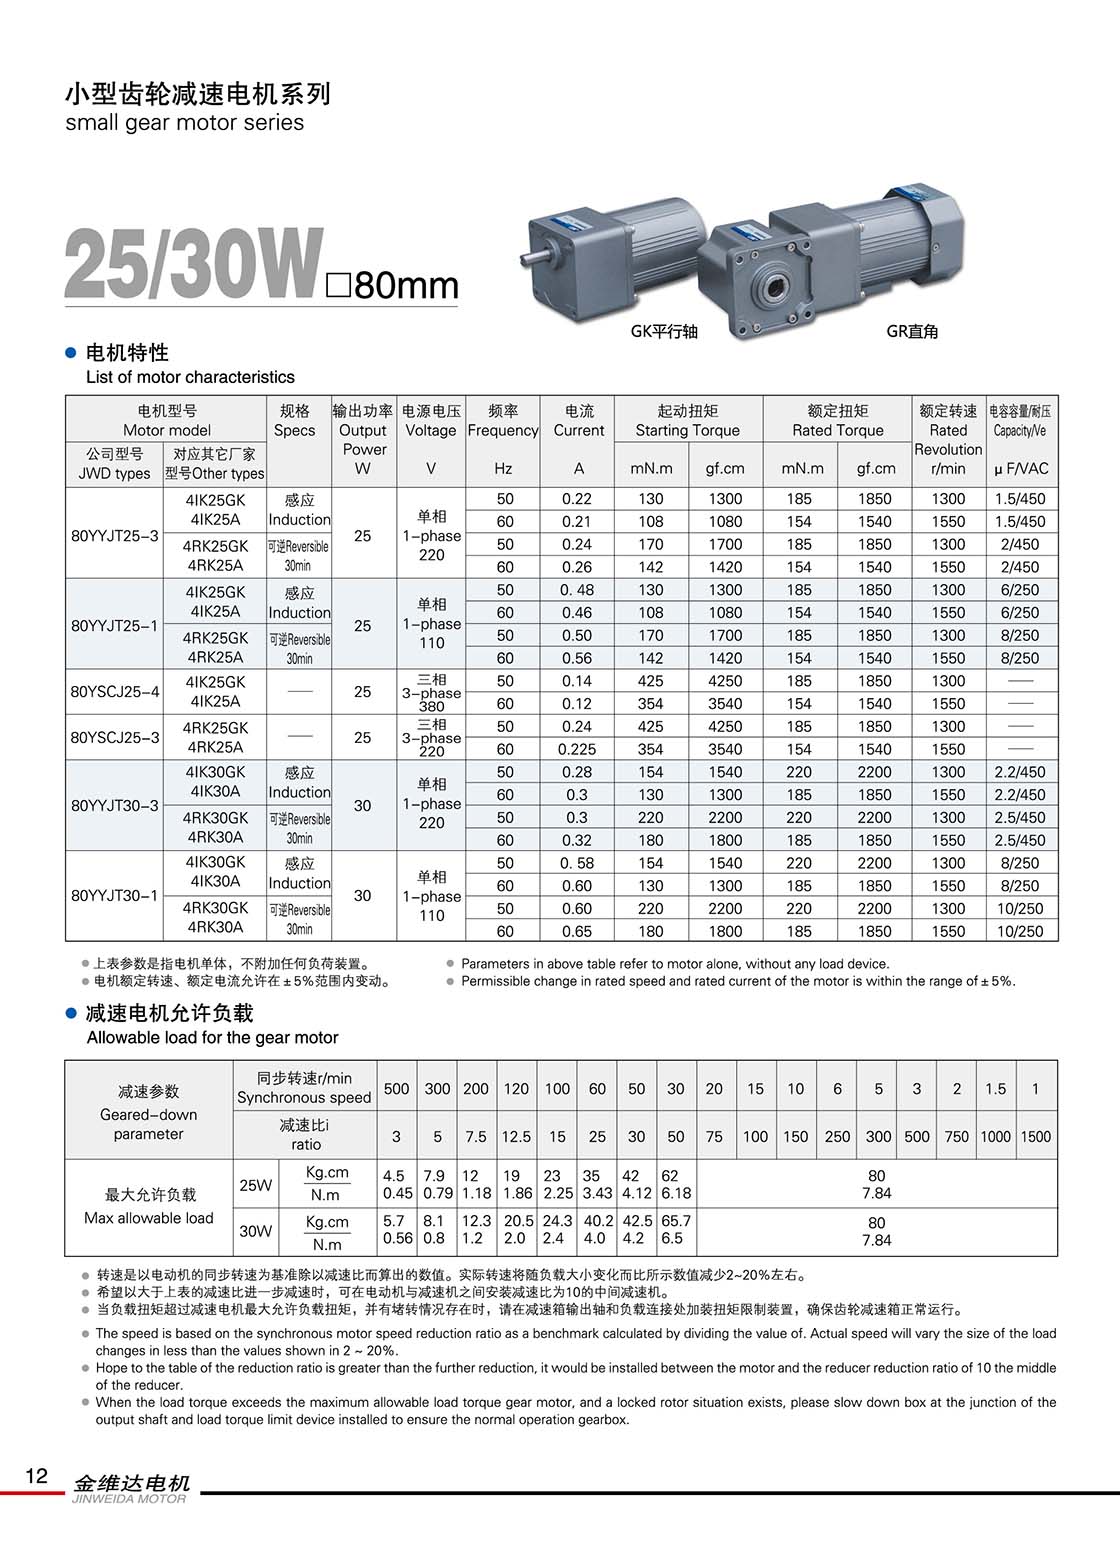 小型齿轮减速电机系列
small gear motor series
25/30W □80mm
GK平行轴
GR直角
电机特性
List of motor characteristics
电机型号 规格 输出功率 电源电压 频率 电流 起动扭矩 额定扭矩 额定转速 电容容量/耐压
Motor model Specs Output Voltage Frequency Current Starting Torque Rated Torque Rated Capacity/Ve
公司型号 对应其它厂家 Power Revolution
JWD types 型号Other types W V Hz A mN.m gf.cm mN.m gf.cm r/min μ F/VAC
80YYJT25-3 4IK25GK 4IK25A 感应 Induction 25 单相 1-phase 220 50 0.22 130 1300 185 1850 1300 1.5/450
60 0.21 108 1080 154 1540 1550 1.5/450
4RK25GK 4RK25A 可逆Reversible 30min 50 0.24 170 1700 185 1850 1300 2/450
60 0.26 142 1420 154 1540 1550 2/450
80YYJT25-1 4IK25GK 4IK25A 感应 Induction 25 单相 1-phase 110 50 0. 48 130 1300 185 1850 1300 6/250
60 0.46 108 1080 154 1540 1550 6/250
4RK25GK 4RK25A 可逆Reversible 30min 50 0.50 170 1700 185 1850 1300 8/250
60 0.56 142 1420 154 1540 1550 8/250
80YSCJ25-4 4IK25GK 4IK25A —— 25 三相 3-phase 380 50 0.14 425 4250 185 1850 1300 ——
60 0.12 354 3540 154 1540 1550 ——
80YSCJ25-3 4RK25GK 4RK25A —— 25 三相 3-phase 220 50 0.24 425 4250 185 1850 1300 ——
60 0.225 354 3540 154 1540 1550 ——
80YYJT30-3 4IK30GK 4IK30A 感应 Induction 30 单相 1-phase 220 50 0.28 154 1540 220 2200 1300 2.2/450
60 0.3 130 1300 185 1850 1550 2.2/450
4RK30GK 4RK30A 可逆Reversible 30min 50 0.3 220 2200 220 2200 1300 2.5/450
60 0.32 180 1800 185 1850 1550 2.5/450
80YYJT30-1 4IK30GK 4IK30A 感应 Induction 30 单相 1-phase 110 50 0. 58 154 1540 220 2200 1300 8/250
60 0.60 130 1300 185 1850 1550 8/250
4RK30GK 4RK30A 可逆Reversible 30min 50 0.60 220 2200 220 2200 1300 10/250
60 0.65 180 1800 185 1850 1550 10/250
上表参数是指电机单体，不附加任何负荷装置。
电机额定转速、额定电流允许在±5%范围内变动。
Parameters in above table refer to motor alone, without any load device.
Permissible change in rated speed and rated current of the motor is within the range of ± 5%.
减速电机允许负载
Allowable load for the gear motor
减速参数 Geared-down parameter
同步转速r/min Synchronous speed 500 300 200 120 100 60 50 30 20 15 10 6 5 3 2 1.5 1
减速比i ratio 3 5 7.5 12.5 15 25 30 50 75 100 150 250 300 500 750 1000 1500
最大允许负载 Max allowable load
25W Kg.cm 4.5 7.9 12 19 23 35 42 62 80
N.m 0.45 0.79 1.18 1.86 2.25 3.43 4.12 6.18 7.84
30W Kg.cm 5.7 8.1 12.3 20.5 24.3 40.2 42.5 65.7 80
N.m 0.56 0.8 1.2 2.0 2.4 4.0 4.2 6.5 7.84
转速是以电动机的同步转速为基准除以减速比而算出的数值。实际转速将随负载大小变化而比所示数值减少2~20%左右。
希望以大于上表的减速比进一步减速时，可在电动机与减速机之间安装减速比为10的中间减速机。
当负载扭矩超过减速电机最大允许负载扭矩，并有堵转情况存在时，请在减速箱输出轴和负载连接处加装扭矩限制装置，确保齿轮减速箱正常运行。
The speed is based on the synchronous motor speed reduction ratio as a benchmark calculated by dividing the value of. Actual speed will vary the size of the load
changes in less than the values shown in 2 ~ 20%.
Hope to the table of the reduction ratio is greater than the further reduction, it would be installed between the motor and the reducer reduction ratio of 10 the middle
of the reducer.
When the load torque exceeds the maximum allowable load torque gear motor, and a locked rotor situation exists, please slow down box at the junction of the
output shaft and load torque limit device installed to ensure the normal operation gearbox.
12
金维达电机
JINWEIDA MOTOR